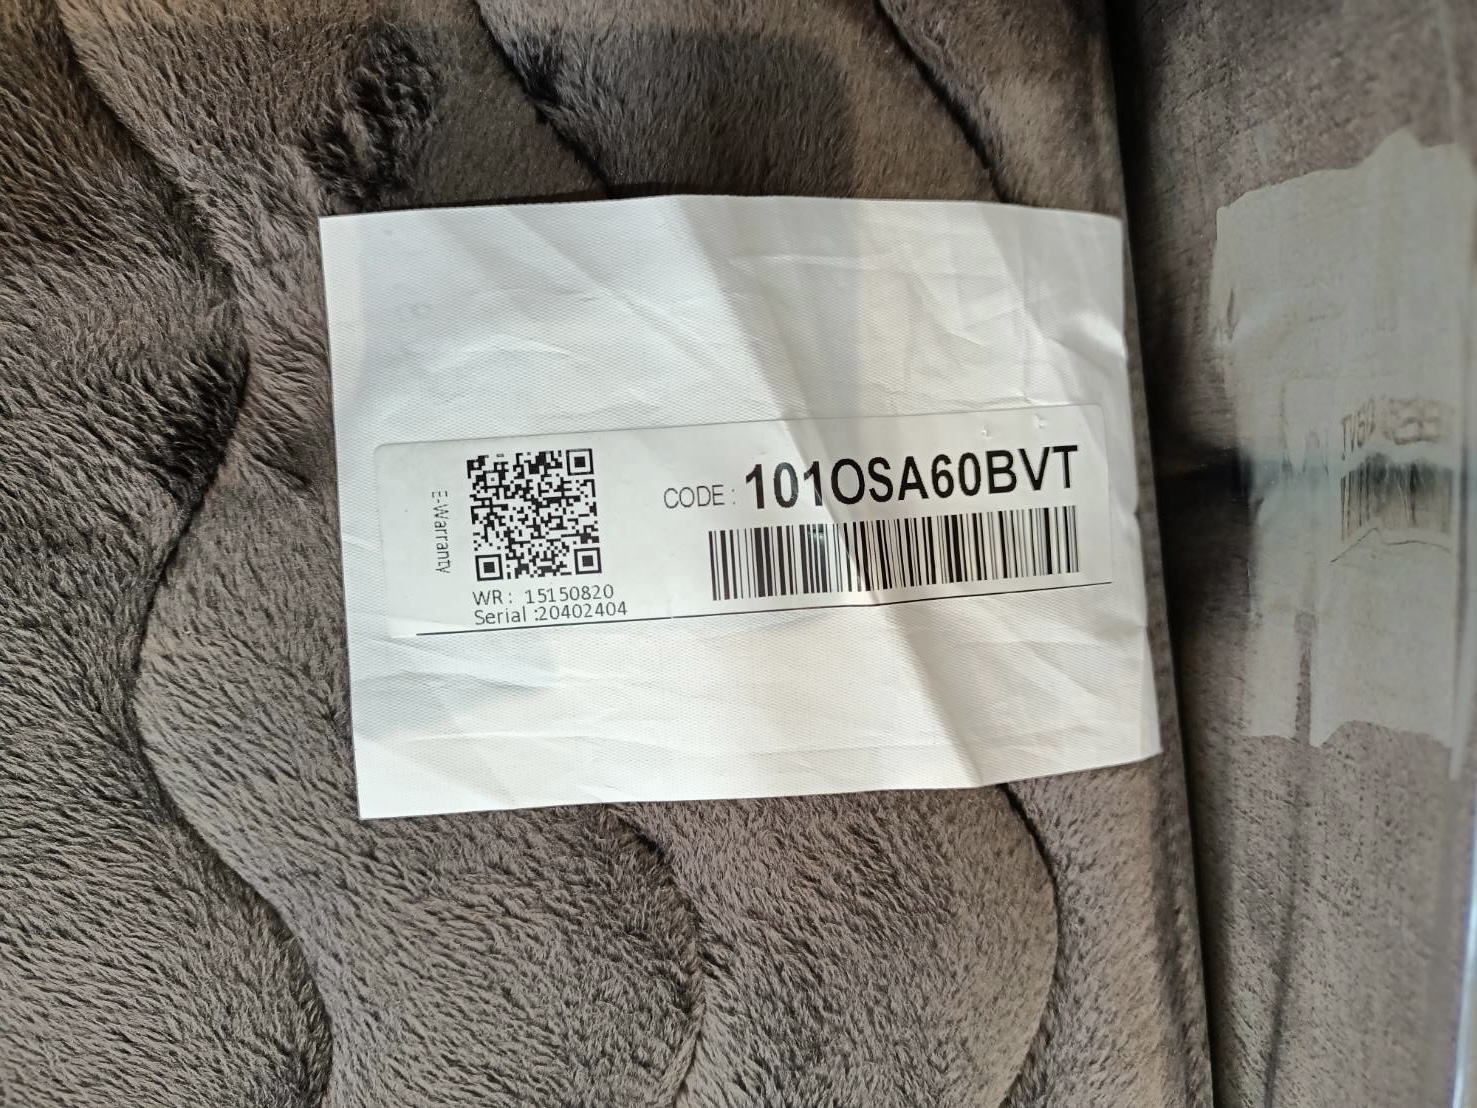 E-Warranty
CODE : 101OSA60BVT
WR : 15150820
Serial :20402404